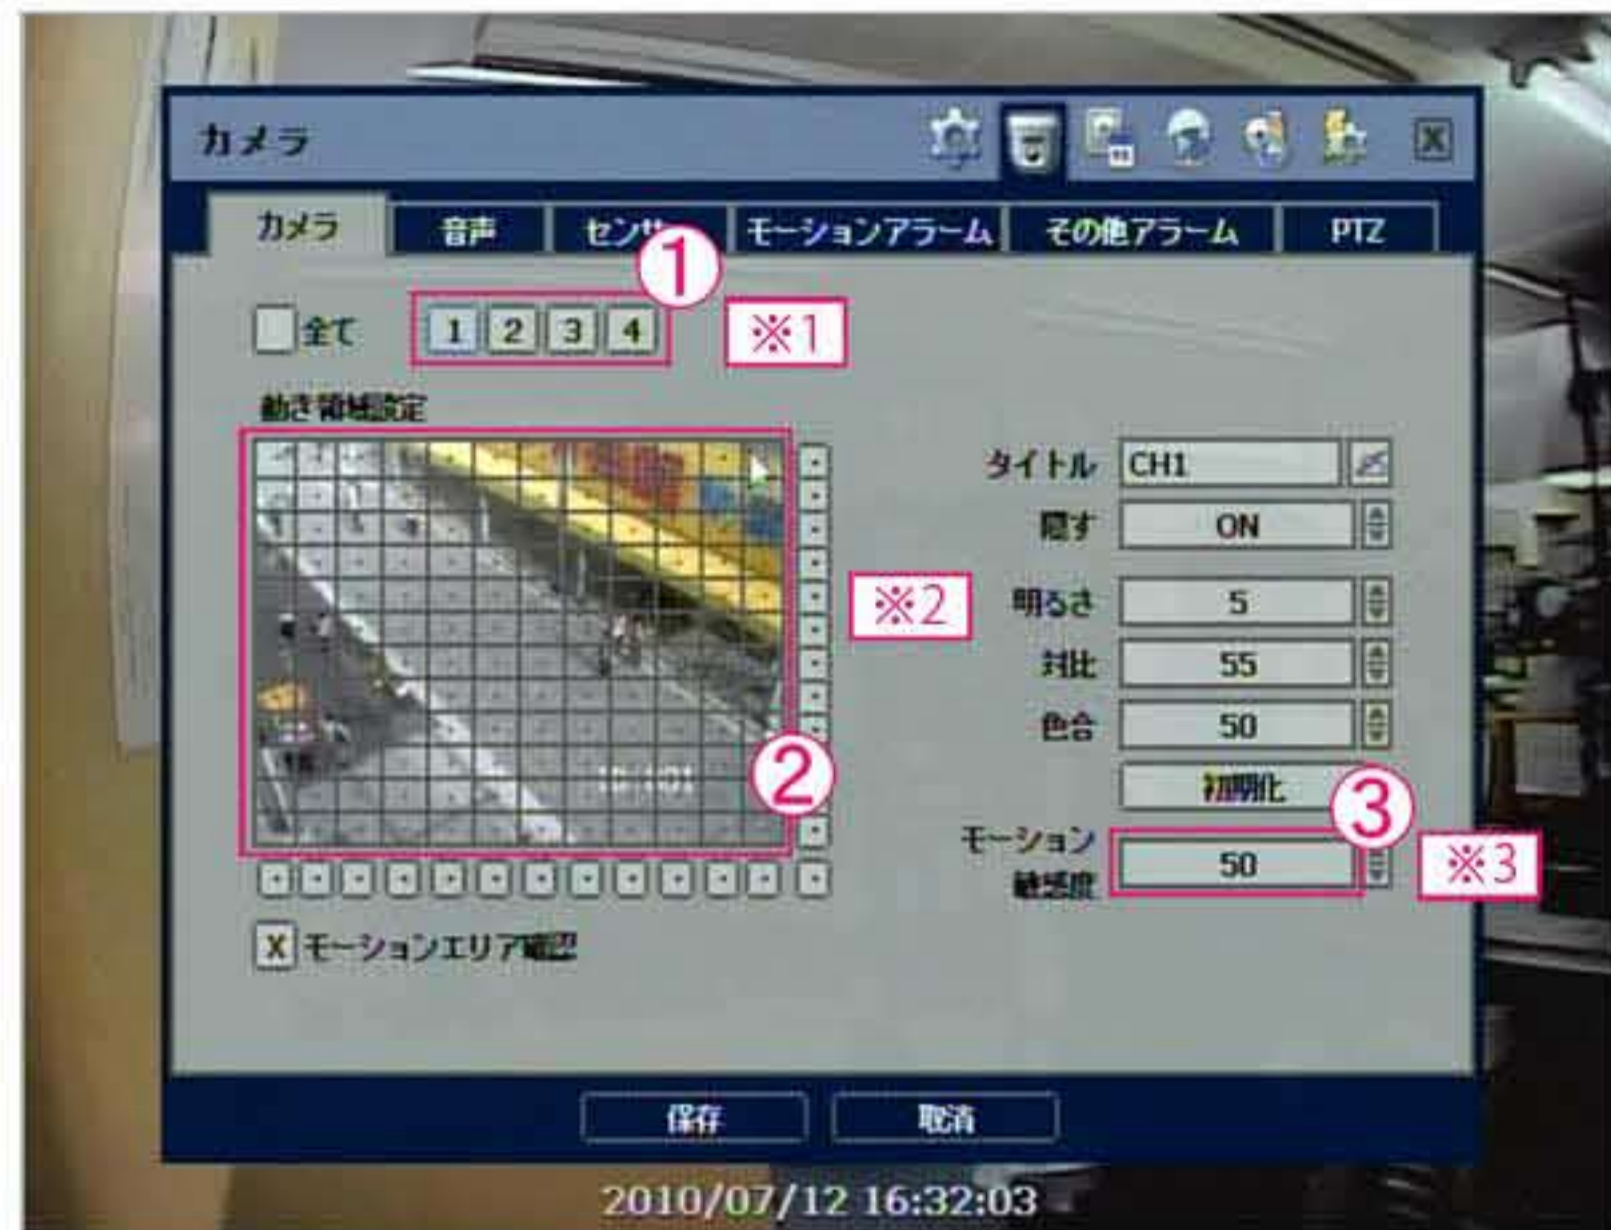 カメラ
カメラ 音声 センサー モーションアラーム その他アラーム PTZ
①
全て 1 2 3 4 ※1
動き領域設定
タイトル CH1
隠す ON
※2 明るさ 5
対比 55
色合 50
②
初期化
③
モーション敏感度 50 ※3
X モーションエリア確認
保存 取消
2010/07/12 16:32:03